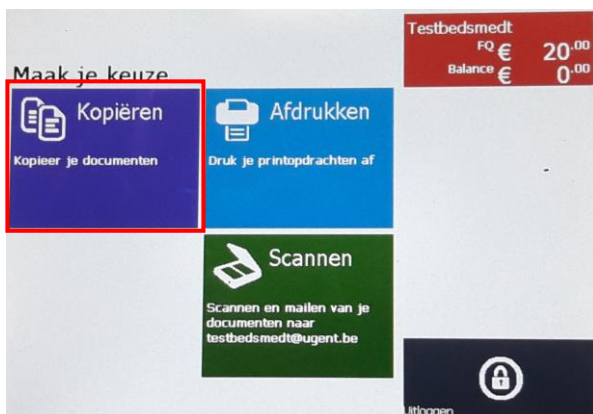 Testbedsmedt
FQ € 20.00
Balance € 0.00
Maak je keuze
Kopiëren
Kopieer je documenten
Afdrukken
Druk je printopdrachten af
Scannen
Scannen en mailen van je
documenten naar
testbedsmedt@ugent.be
Uitloggen